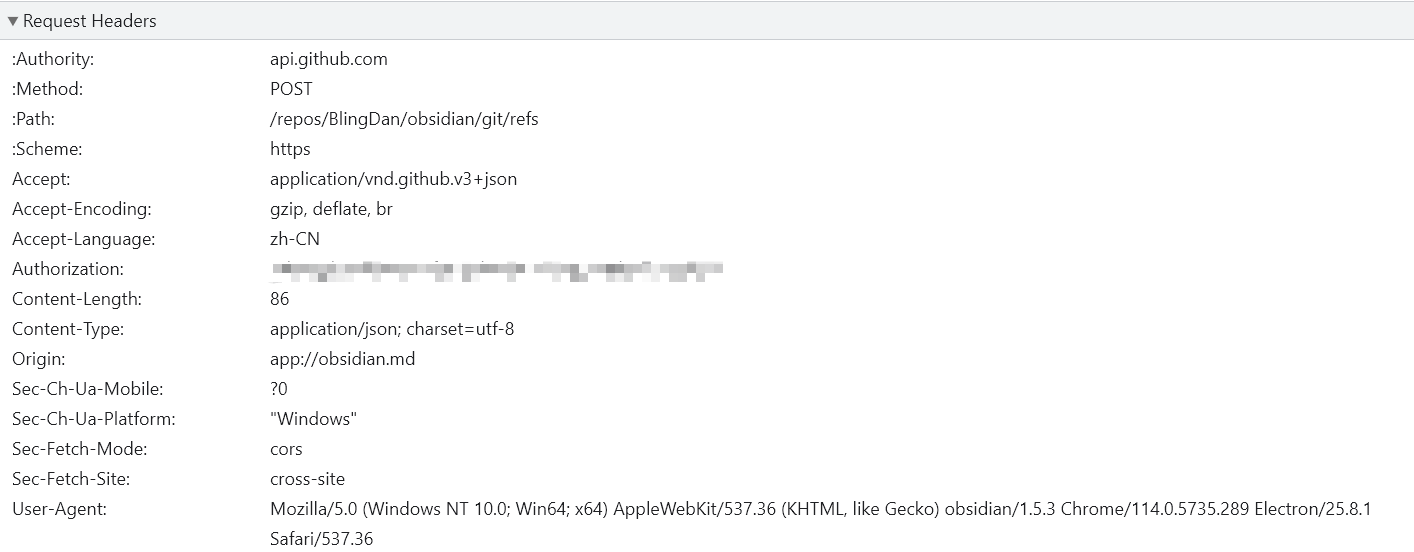 ▼ Request Headers
:Authority: api.github.com
:Method: POST
:Path: /repos/BlingDan/obsidian/git/refs
:Scheme: https
Accept: application/vnd.github.v3+json
Accept-Encoding: gzip, deflate, br
Accept-Language: zh-CN
Authorization:
Content-Length: 86
Content-Type: application/json; charset=utf-8
Origin: app://obsidian.md
Sec-Ch-Ua-Mobile: ?0
Sec-Ch-Ua-Platform: "Windows"
Sec-Fetch-Mode: cors
Sec-Fetch-Site: cross-site
User-Agent: Mozilla/5.0 (Windows NT 10.0; Win64; x64) AppleWebKit/537.36 (KHTML, like Gecko) obsidian/1.5.3 Chrome/114.0.5735.289 Electron/25.8.1
Safari/537.36